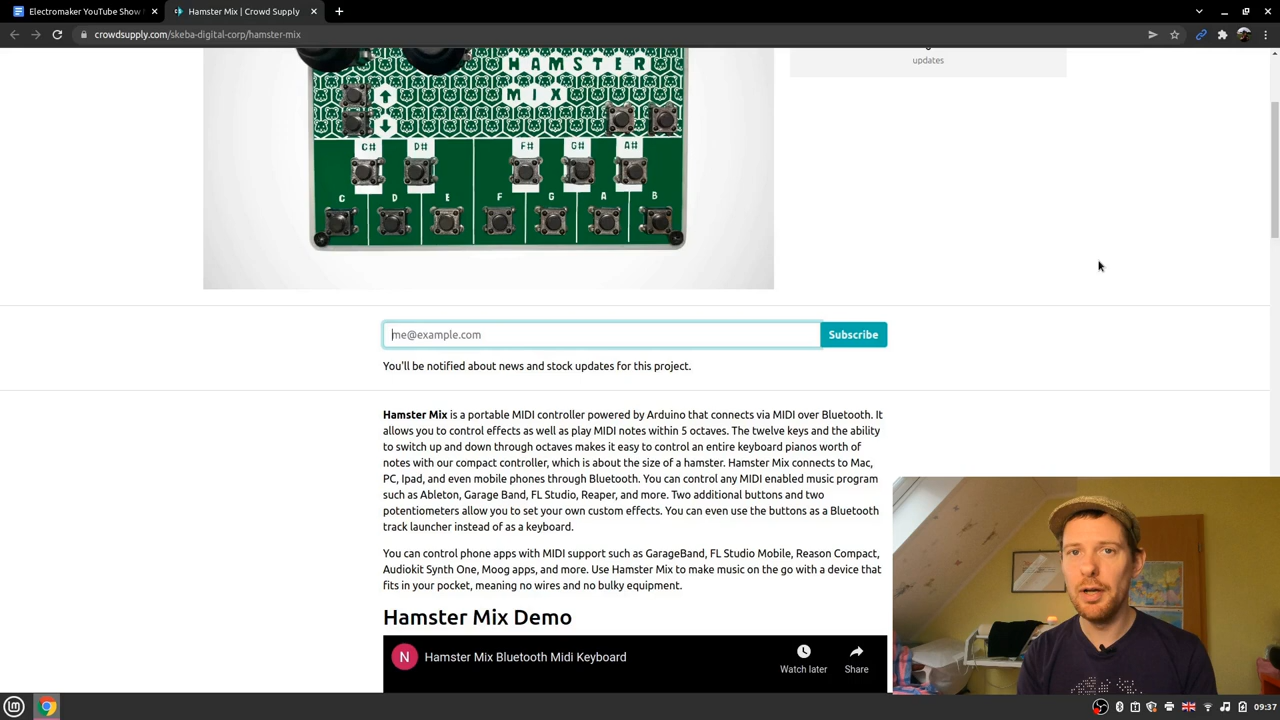 Electromaker YouTube Show
Hamster Mix | Crowd Supply
crowdsupply.com/skeba-digital-corp/hamster-mix
updates
HAMSTER
MIX
C# D# F# G# A#
C D E F G A B
me@example.com
Subscribe
You'll be notified about news and stock updates for this project.
Hamster Mix is a portable MIDI controller powered by Arduino that connects via MIDI over Bluetooth. It
allows you to control effects as well as play MIDI notes within 5 octaves. The twelve keys and the ability
to switch up and down through octaves makes it easy to control an entire keyboard pianos worth of
notes with our compact controller, which is about the size of a hamster. Hamster Mix connects to Mac,
PC, Ipad, and even mobile phones through Bluetooth. You can control any MIDI enabled music program
such as Ableton, Garage Band, FL Studio, Reaper, and more. Two additional buttons and two
potentiometers allow you to set your own custom effects. You can even use the buttons as a Bluetooth
track launcher instead of as a keyboard.
You can control phone apps with MIDI support such as GarageBand, FL Studio Mobile, Reason Compact,
Audiokit Synth One, Moog apps, and more. Use Hamster Mix to make music on the go with a device that
fits in your pocket, meaning no wires and no bulky equipment.
Hamster Mix Demo
N
Hamster Mix Bluetooth Midi Keyboard
Watch later
Share
09:37